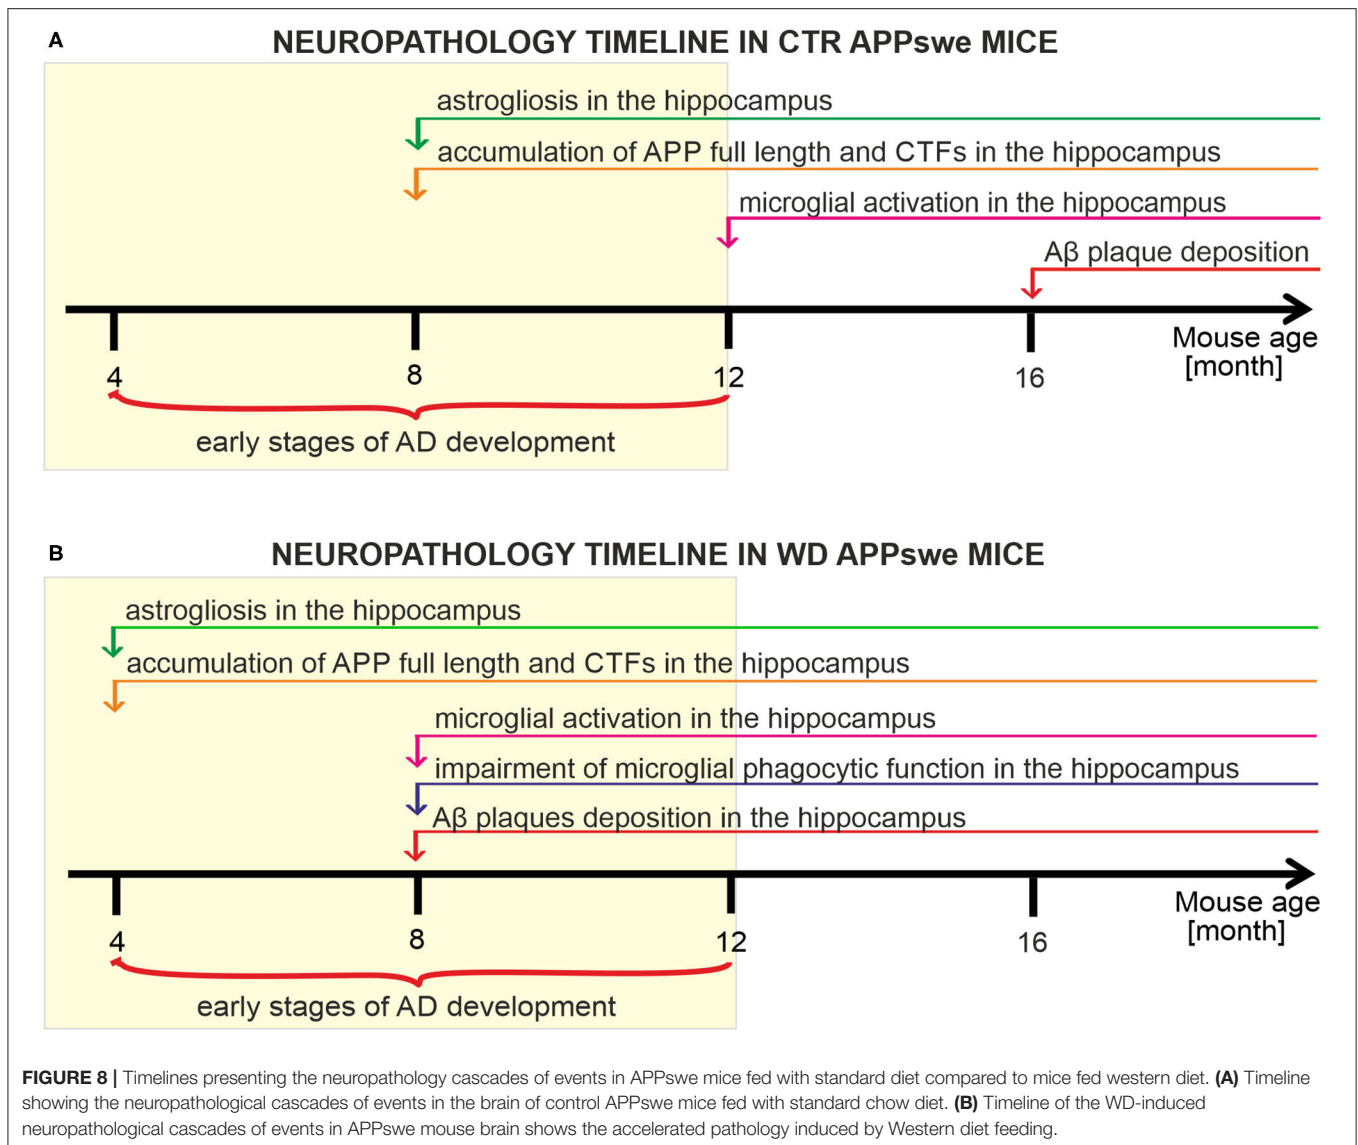 A
NEUROPATHOLOGY TIMELINE IN CTR APPswe MICE
astrogliosis in the hippocampus
accumulation of APP full length and CTFs in the hippocampus
microglial activation in the hippocampus
Aβ plaque deposition
Mouse age
[month]
4
8
12
16
early stages of AD development
B
NEUROPATHOLOGY TIMELINE IN WD APPswe MICE
astrogliosis in the hippocampus
accumulation of APP full length and CTFs in the hippocampus
microglial activation in the hippocampus
impairment of microglial phagocytic function in the hippocampus
Aβ plaques deposition in the hippocampus
Mouse age
[month]
4
8
12
16
early stages of AD development
FIGURE 8 | Timelines presenting the neuropathology cascades of events in APPswe mice fed with standard diet compared to mice fed western diet. (A) Timeline
showing the neuropathological cascades of events in the brain of control APPswe mice fed with standard chow diet. (B) Timeline of the WD-induced
neuropathological cascades of events in APPswe mouse brain shows the accelerated pathology induced by Western diet feeding.